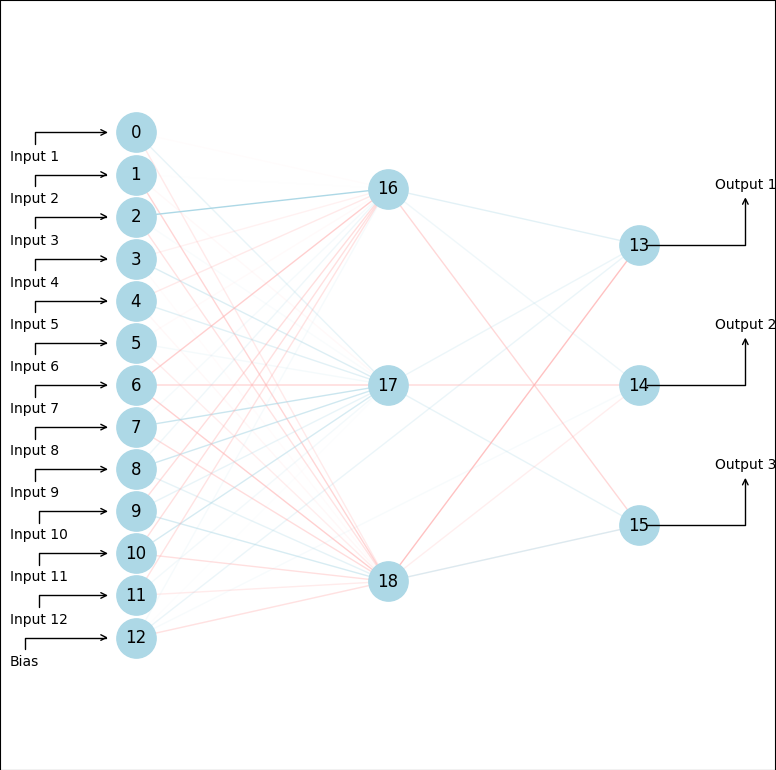 0
Input 1
1
Input 2
2
Input 3
3
Input 4
4
Input 5
5
Input 6
6
Input 7
7
Input 8
8
Input 9
9
Input 10
10
Input 11
11
Input 12
12
Bias
16
17
18
Output 1
13
Output 2
14
Output 3
15